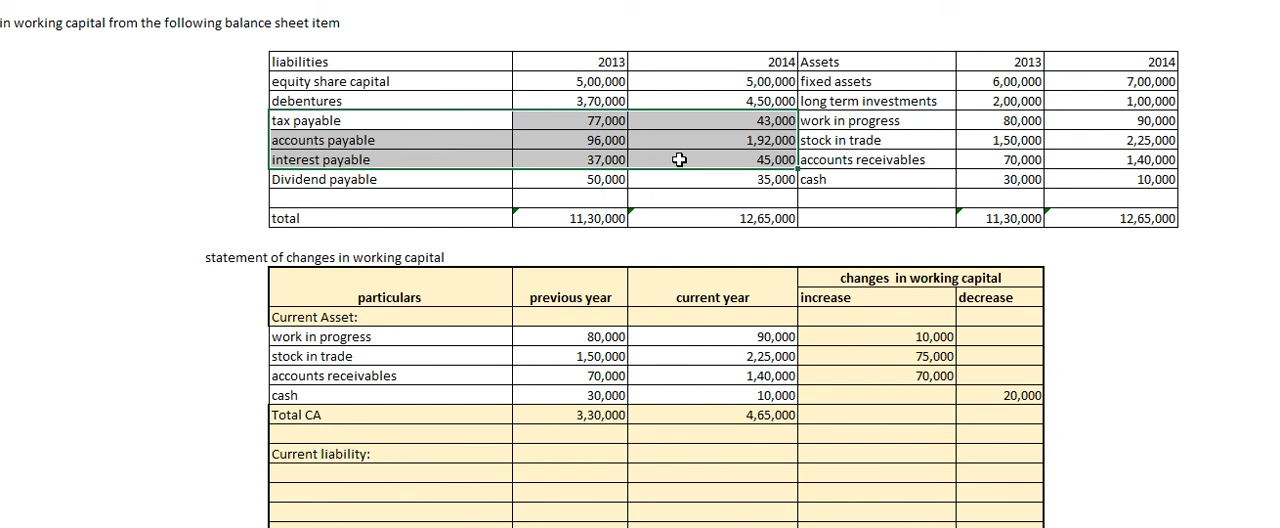 in working capital from the following balance sheet item
liabilities 2013 2014 Assets 2013 2014
equity share capital 5,00,000 5,00,000 fixed assets 6,00,000 7,00,000
debentures 3,70,000 4,50,000 long term investments 2,00,000 1,00,000
tax payable 77,000 43,000 work in progress 80,000 90,000
accounts payable 96,000 1,92,000 stock in trade 1,50,000 2,25,000
interest payable 37,000 45,000 accounts receivables 70,000 1,40,000
Dividend payable 50,000 35,000 cash 30,000 10,000
total 11,30,000 12,65,000 11,30,000 12,65,000
statement of changes in working capital
changes in working capital
particulars previous year current year increase decrease
Current Asset:
work in progress 80,000 90,000 10,000
stock in trade 1,50,000 2,25,000 75,000
accounts receivables 70,000 1,40,000 70,000
cash 30,000 10,000 20,000
Total CA 3,30,000 4,65,000
Current liability: